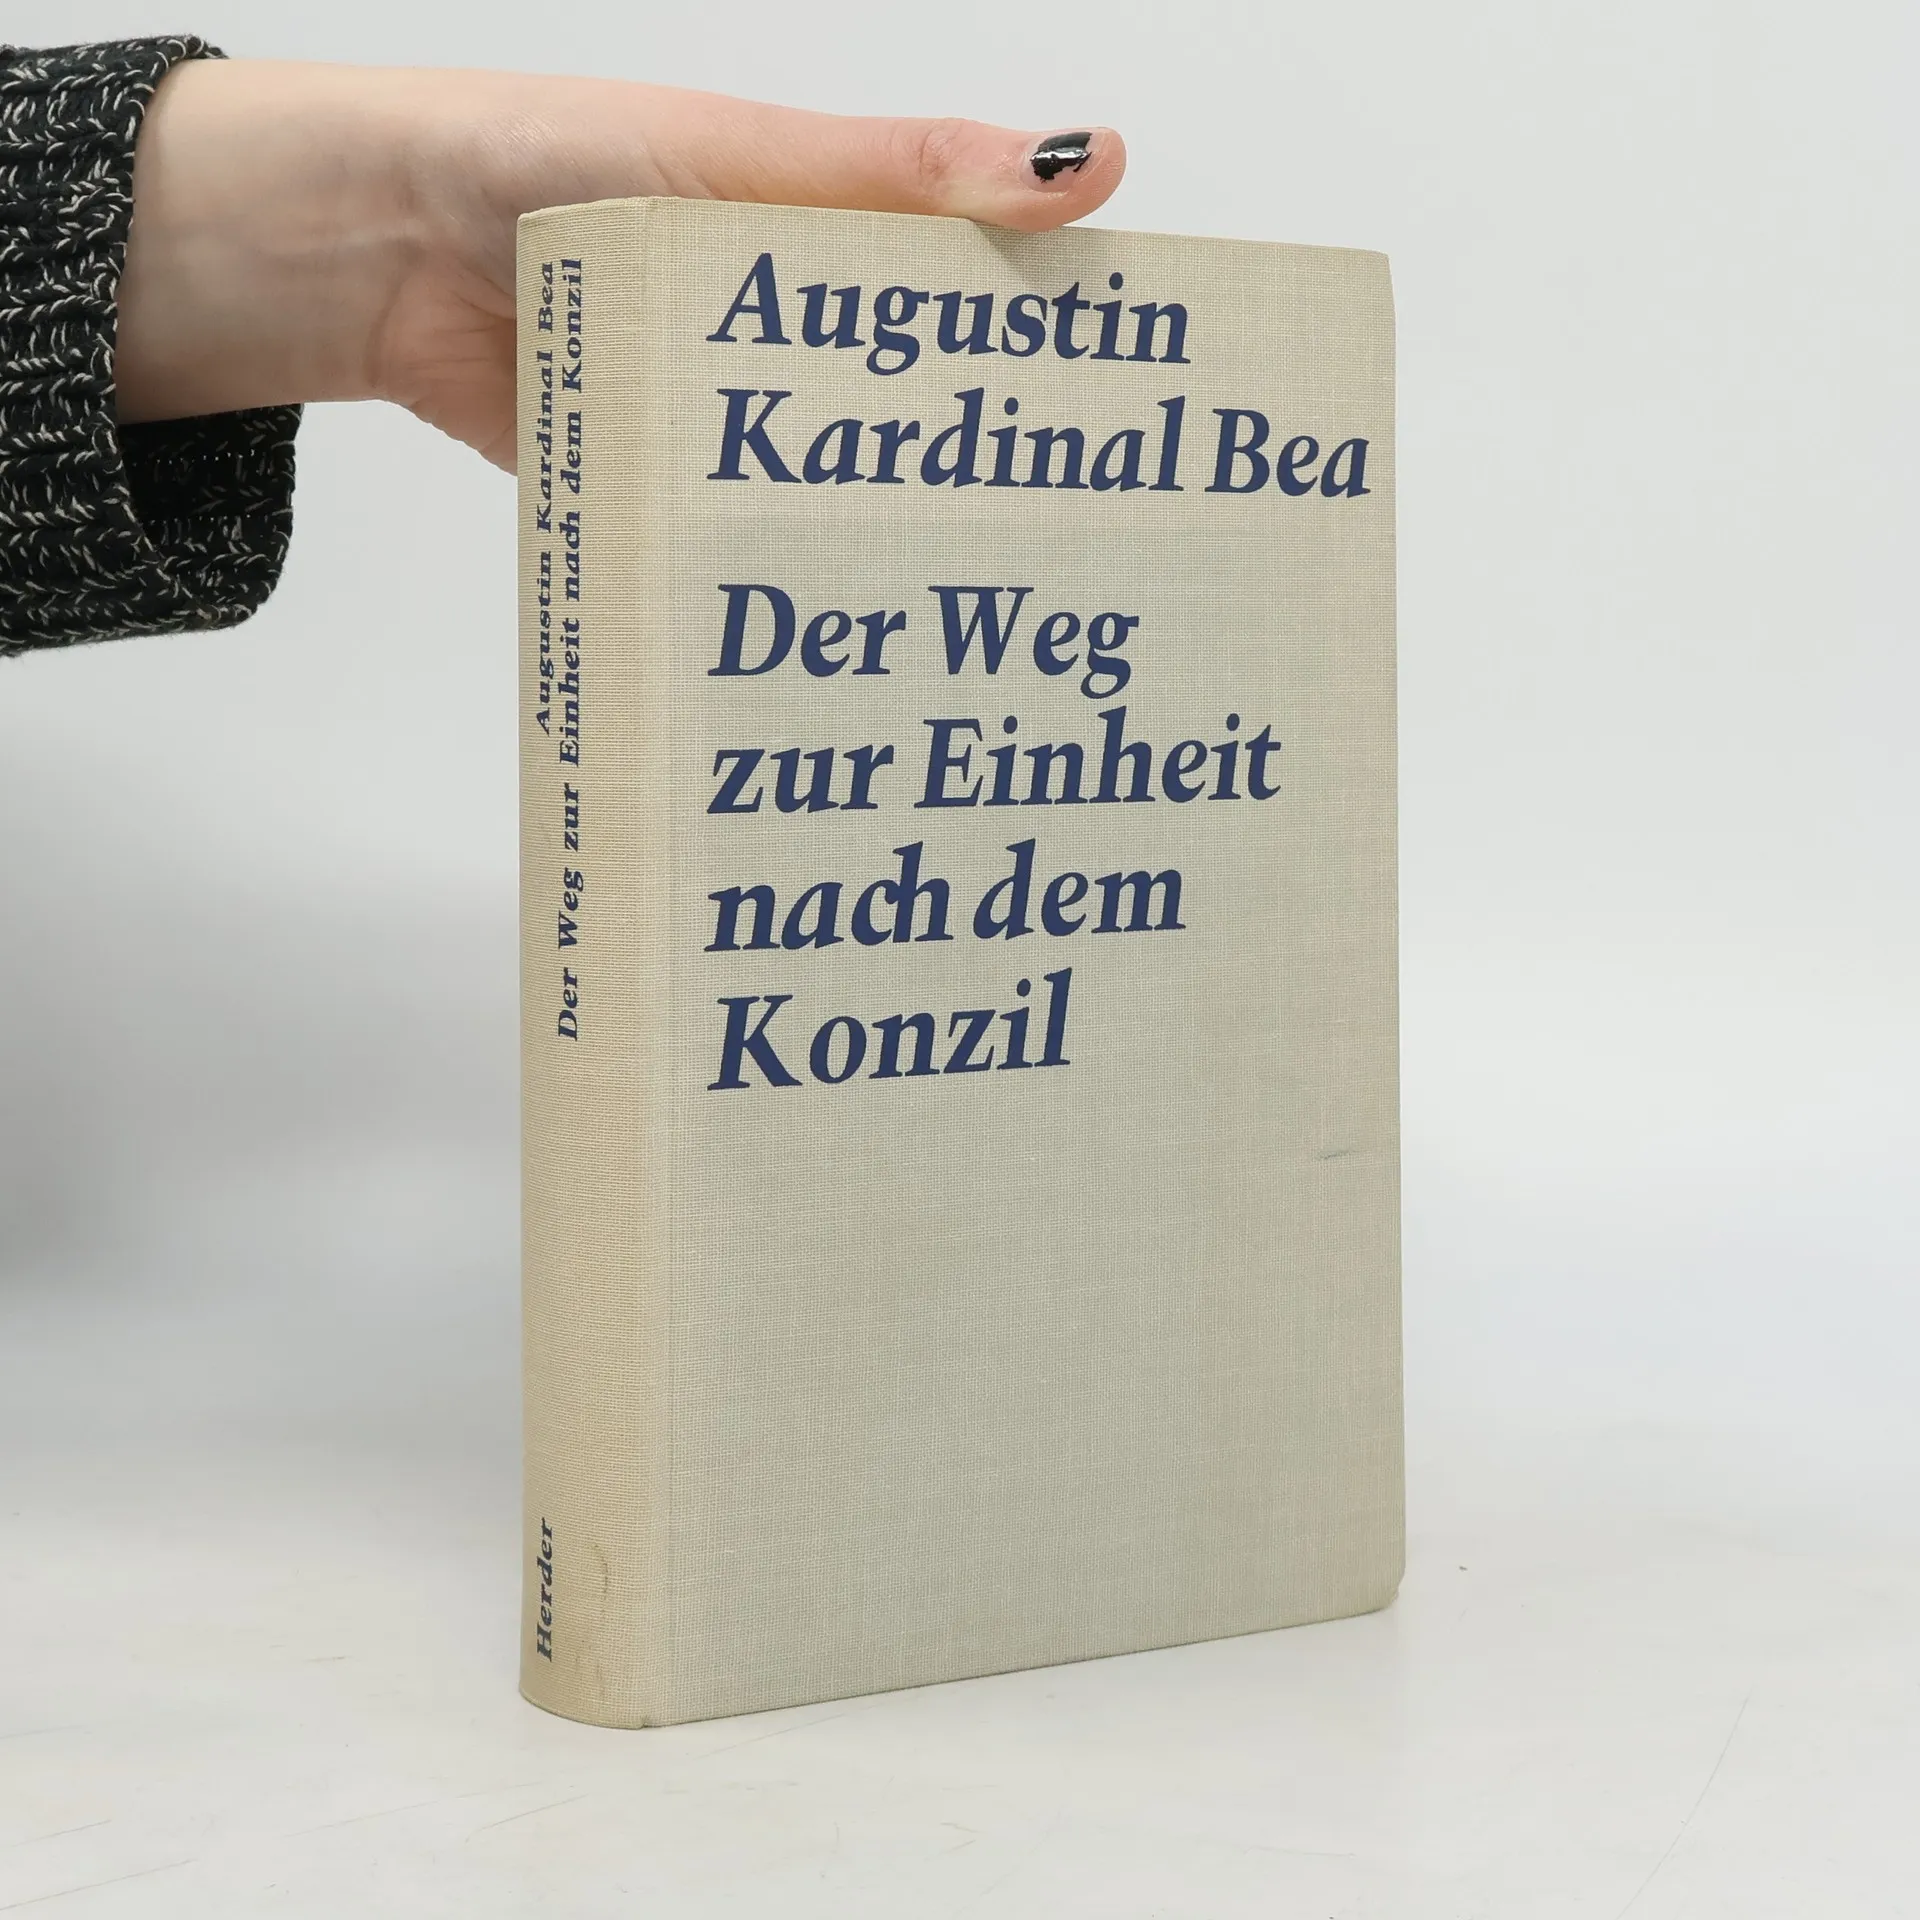 Augustin
Kardinal Bea
Der Weg
zur Einheit
nach dem
Konzil
Augustin Kardinal Bea
Der Weg zur Einheit nach dem Konzil
Herder